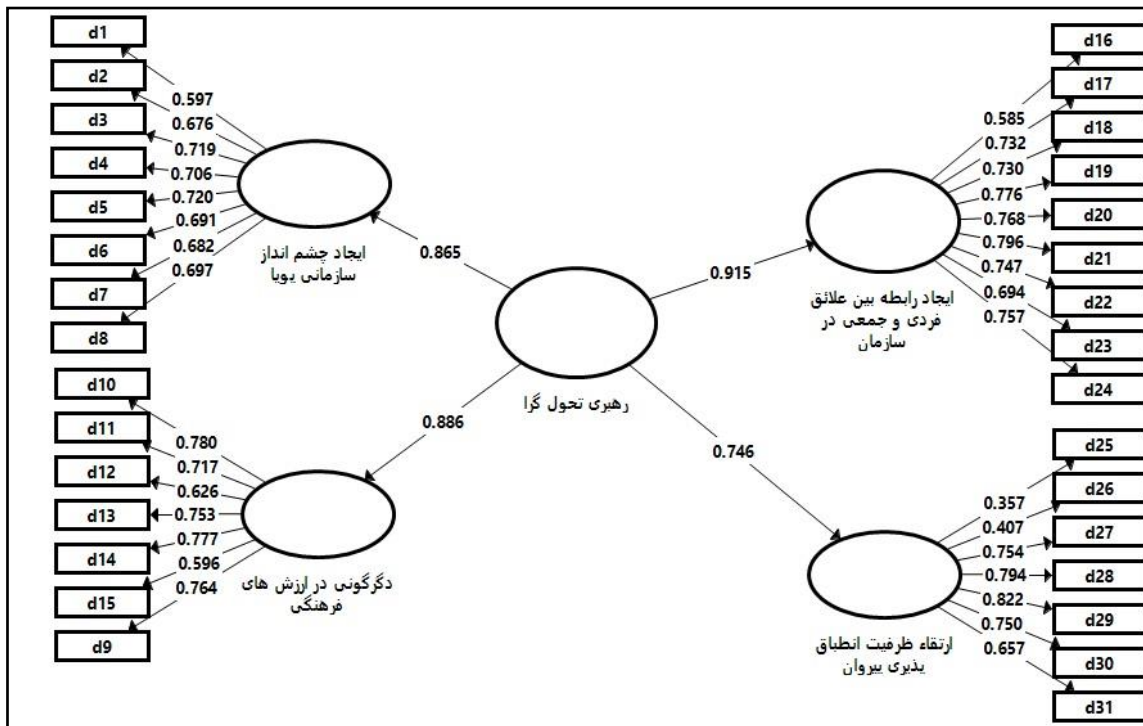 d1
d2
d3
d4
d5
d6
d7
d8
0.597
0.676
0.719
0.706
0.720
0.691
0.682
0.697
ایجاد چشم انداز
سازمانی پویا
0.865
d10
d11
d12
d13
d14
d15
d9
0.780
0.717
0.626
0.753
0.777
0.596
0.764
دگرگونی در ارزش های
فرهنگی
0.886
رهبری تحول گرا
0.915
0.746
d16
d17
d18
d19
d20
d21
d22
d23
d24
0.585
0.732
0.730
0.776
0.768
0.796
0.747
0.694
0.757
ایجاد رابطه بین علائق
فردی و جمعی در
سازمان
d25
d26
d27
d28
d29
d30
d31
0.357
0.407
0.754
0.794
0.822
0.750
0.657
ارتقاء ظرفیت انطباق
پذیری پیروان